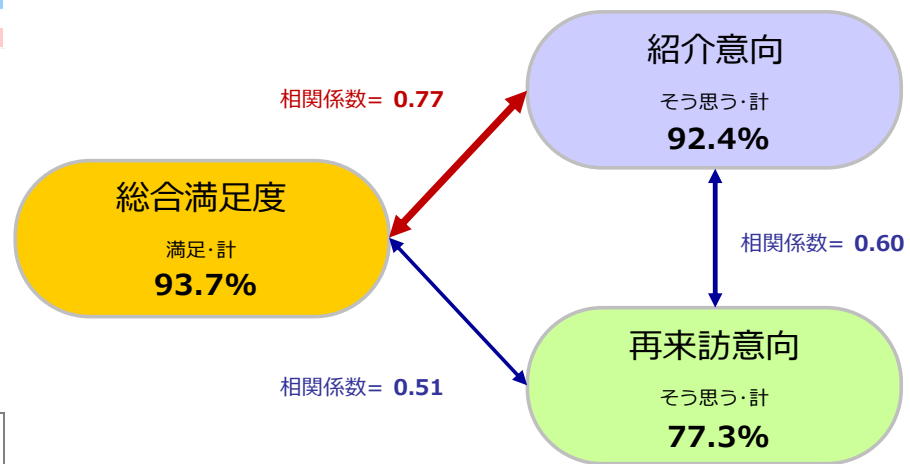 紹介意向
そう思う･計
92.4%
相関係数= 0.77
総合満足度
満足･計
93.7%
相関係数= 0.60
再来訪意向
そう思う･計
77.3%
相関係数= 0.51